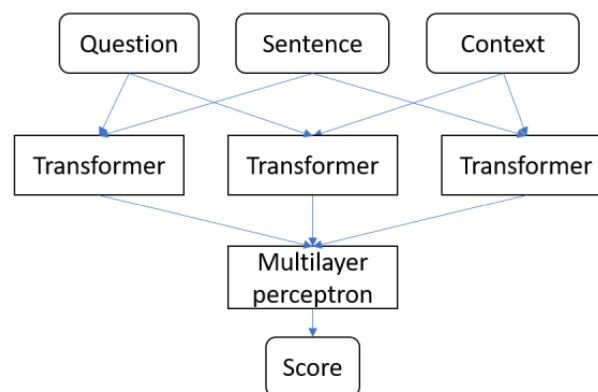 Question
Sentence
Context
Transformer
Transformer
Transformer
Multilayer
perceptron
Score